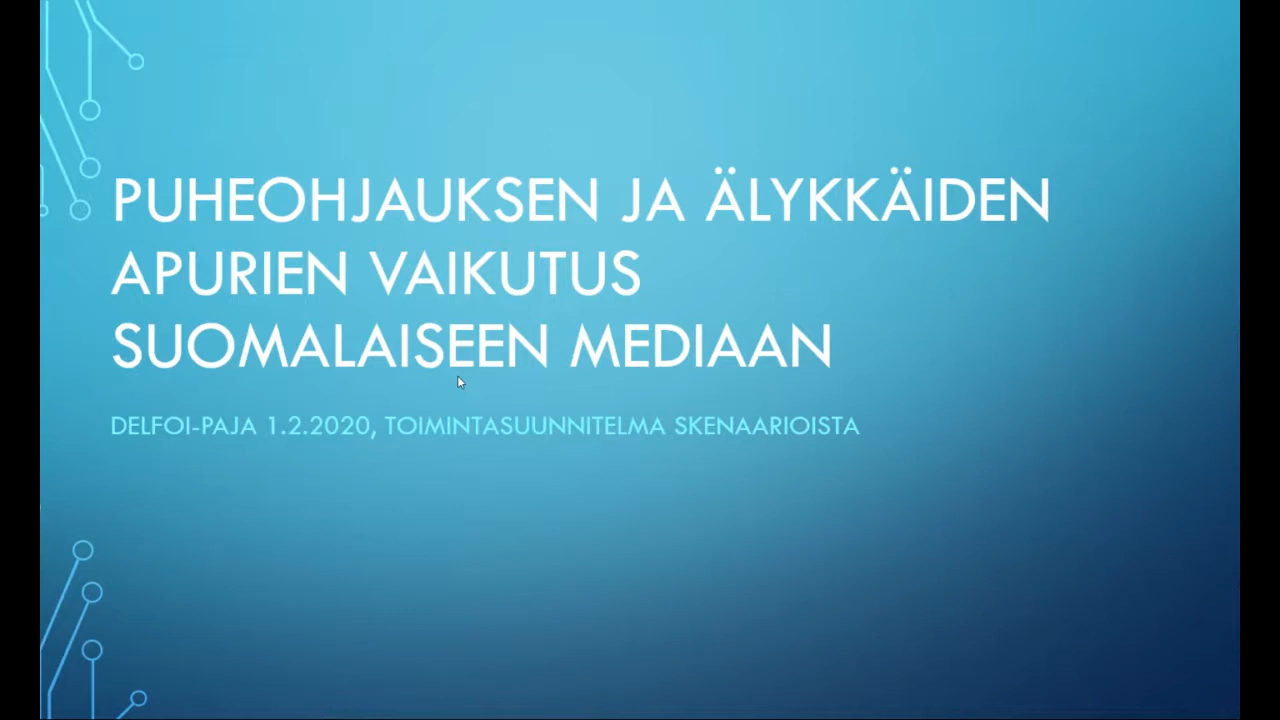 PUHEOHJAUKSEN JA ÄLYKKÄIDEN
APURIEN VAIKUTUS
SUOMALAISEEN MEDIAAN
DELFOI-PAJA 1.2.2020, TOIMINTASUUNNITELMA SKENAARIOISTA